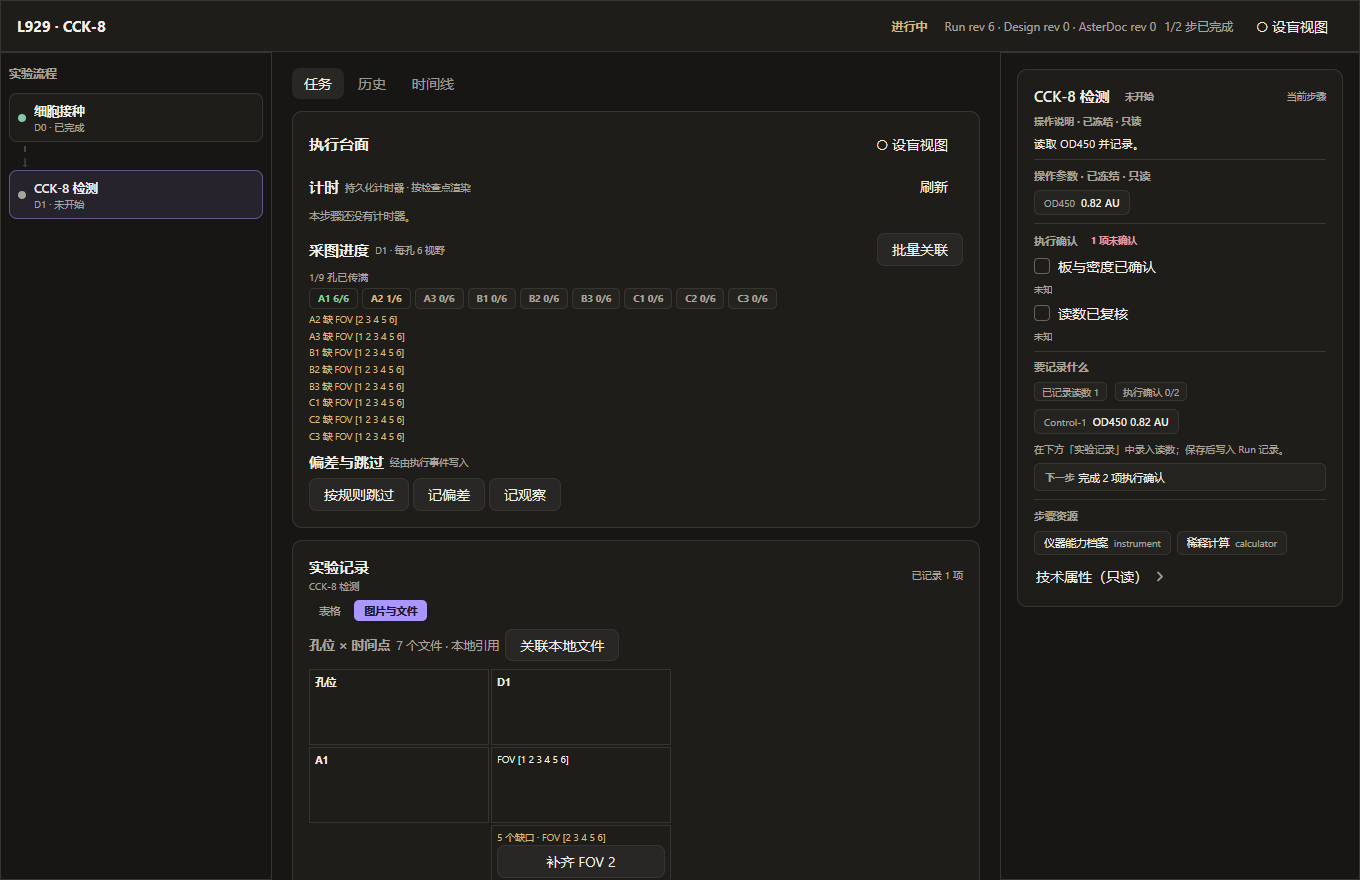 L929 · CCK-8
进行中 Run rev 6 · Design rev 0 · AsterDoc rev 0 1/2 步已完成 设盲视图
实验流程
细胞接种
D0 · 已完成
CCK-8 检测
D1 · 未开始
任务 历史 时间线
执行台面 设盲视图
计时 持久化计时器 · 按检查点渲染 刷新
本步骤还没有计时器。
采图进度 D1 · 每孔 6 视野 批量关联
1/9 孔已传满
A1 6/6 A2 1/6 A3 0/6 B1 0/6 B2 0/6 B3 0/6 C1 0/6 C2 0/6 C3 0/6
A2 缺 FOV [2 3 4 5 6]
A3 缺 FOV [1 2 3 4 5 6]
B1 缺 FOV [1 2 3 4 5 6]
B2 缺 FOV [1 2 3 4 5 6]
B3 缺 FOV [1 2 3 4 5 6]
C1 缺 FOV [1 2 3 4 5 6]
C2 缺 FOV [1 2 3 4 5 6]
C3 缺 FOV [1 2 3 4 5 6]
偏差与跳过 经由执行事件写入
按规则跳过 记偏差 记观察
实验记录
CCK-8 检测
已记录 1 项
表格 图片与文件
孔位 × 时间点 7 个文件 · 本地引用 关联本地文件
孔位 D1
A1 FOV [1 2 3 4 5 6]
5 个缺口 · FOV [2 3 4 5 6]
补齐 FOV 2
CCK-8 检测 未开始 当前步骤
操作说明 · 已冻结 · 只读
读取 OD450 并记录。
操作参数 · 已冻结 · 只读
OD450 0.82 AU
执行确认 1 项未确认
板与密度已确认
未知
读数已复核
未知
要记录什么
已记录读数 1 执行确认 0/2
Control-1 OD450 0.82 AU
在下方「实验记录」中录入读数；保存后写入 Run 记录。
下一步 完成 2 项执行确认
步骤资源
仪器能力档案 instrument 稀释计算 calculator
技术属性（只读）